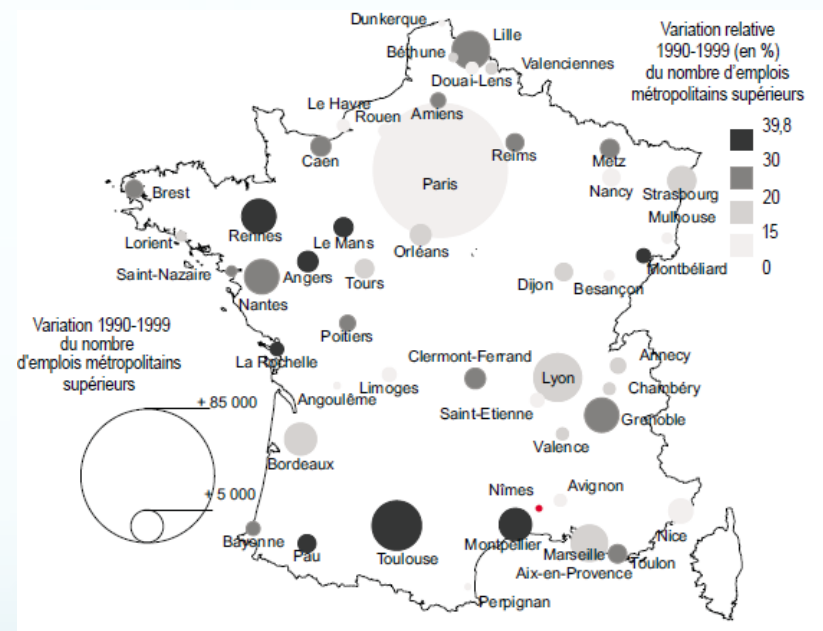 Dunkerque
Lille
Béthune
Valenciennes
Douai-Lens
Variation relative
1990-1999 (en %)
du nombre d'emplois
métropolitains supérieurs
39,8
30
20
15
0
Le Havre
Rouen
Amiens
Caen
Reims
Metz
Paris
Nancy
Strasbourg
Brest
Mulhouse
Rennes
Le Mans
Lorient
Orléans
Saint-Nazaire
Angers
Tours
Dijon
Besançon
Montbéliard
Nantes
Variation 1990-1999
du nombre
d'emplois métropolitains
supérieurs
Poitiers
La Rochelle
Clermont-Ferrand
Annecy
Lyon
Limoges
Chambéry
Angoulême
Saint-Etienne
+ 85 000
Grenoble
Valence
Bordeaux
+ 5 000
Nîmes
Avignon
Bayonne
Pau
Toulouse
Montpellier
Nice
Marseille
Toulon
Aix-en-Provence
Perpignan